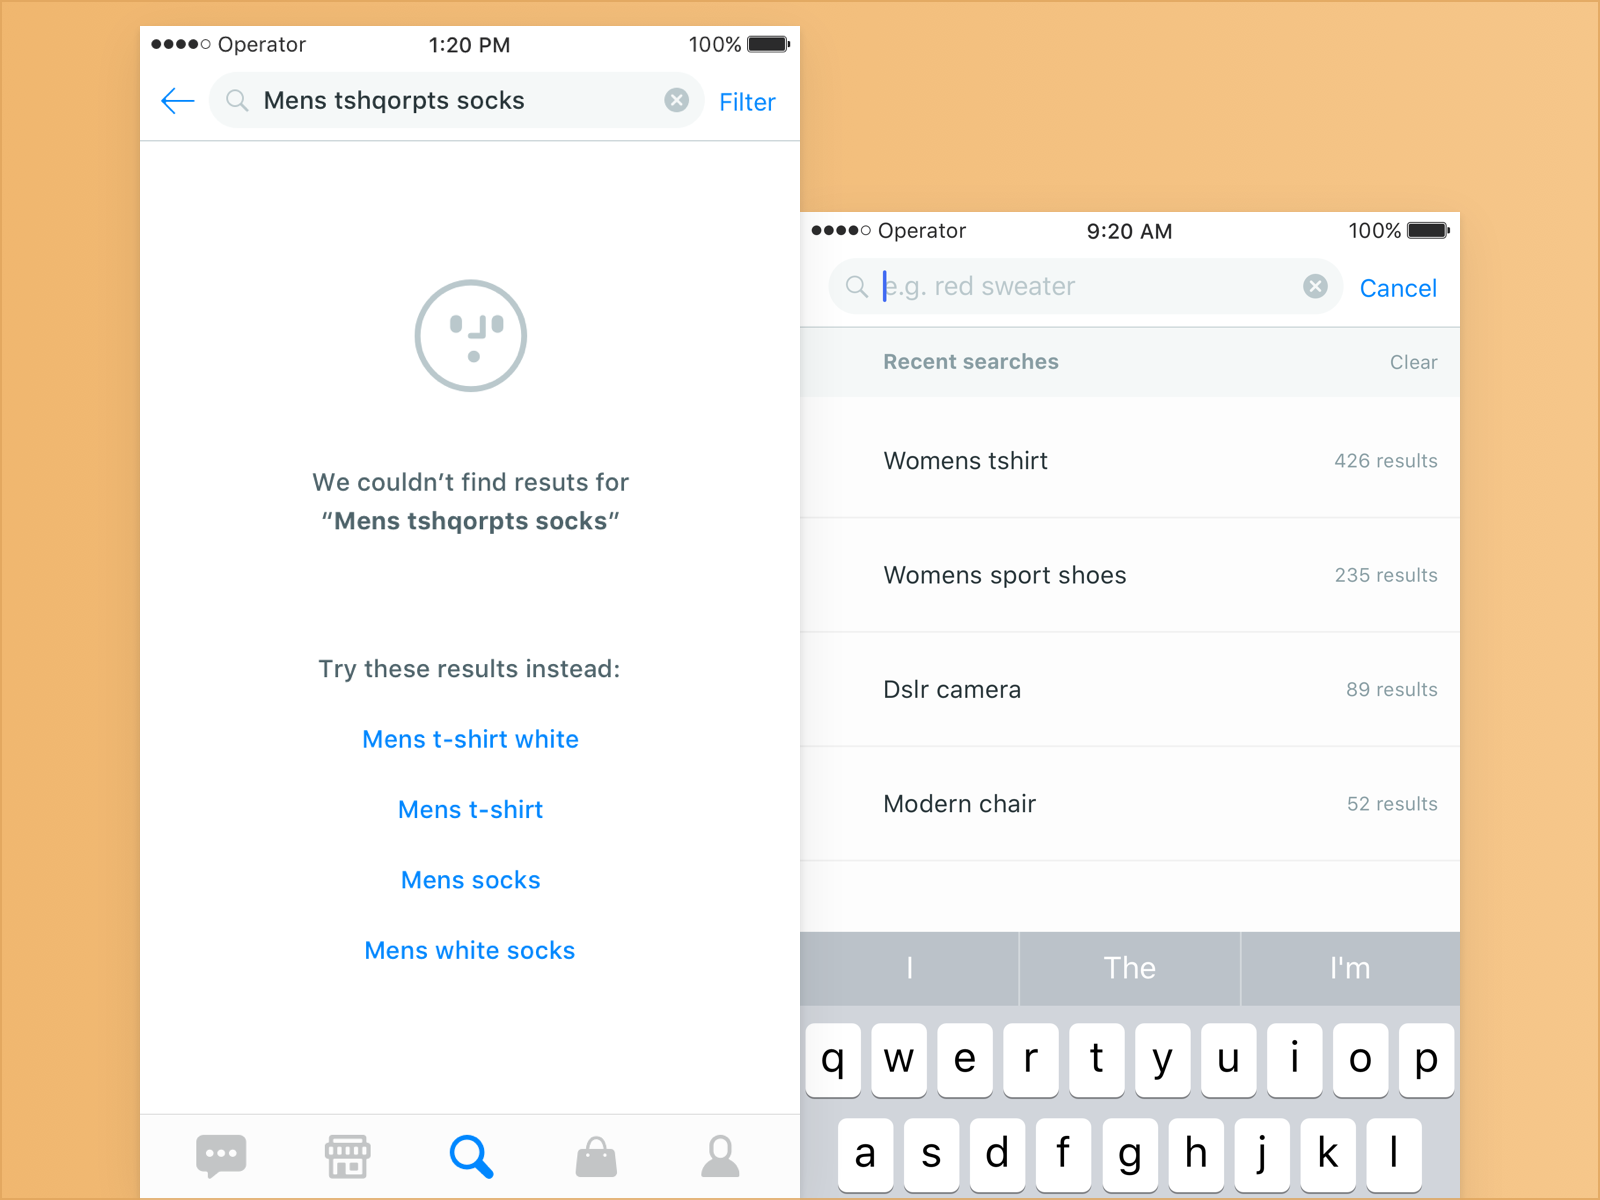 Operator 1:20 PM 100%
Mens tshqorpts socks Filter
We couldn’t find resuts for
“Mens tshqorpts socks”
Try these results instead:
Mens t-shirt white
Mens t-shirt
Mens socks
Mens white socks
Operator 9:20 AM 100%
e.g. red sweater Cancel
Recent searches Clear
Womens tshirt 426 results
Womens sport shoes 235 results
Dslr camera 89 results
Modern chair 52 results
I The I'm
q w e r t y u i o p
a s d f g h j k l